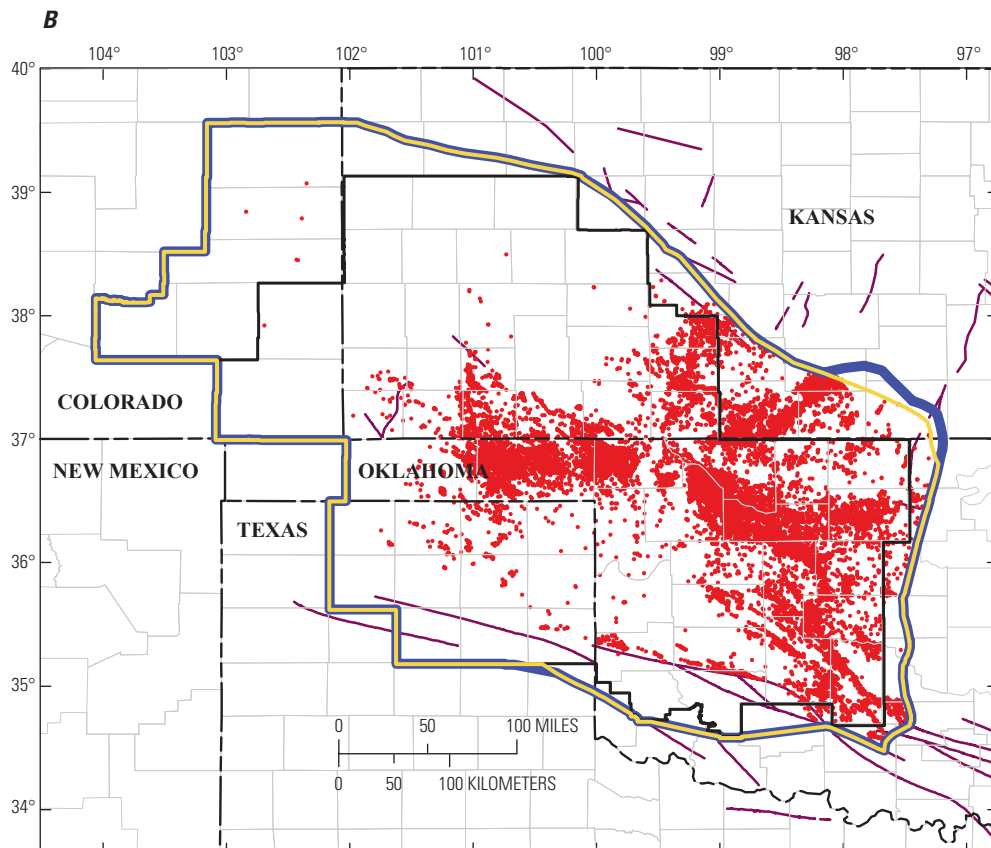 B
104° 103° 102° 101° 100° 99° 98° 97°
40°
39°
KANSAS
38°
COLORADO
37°
NEW MEXICO OKLAHOMA
TEXAS
36°
35°
0 50 100 MILES
0 50 100 KILOMETERS
34°